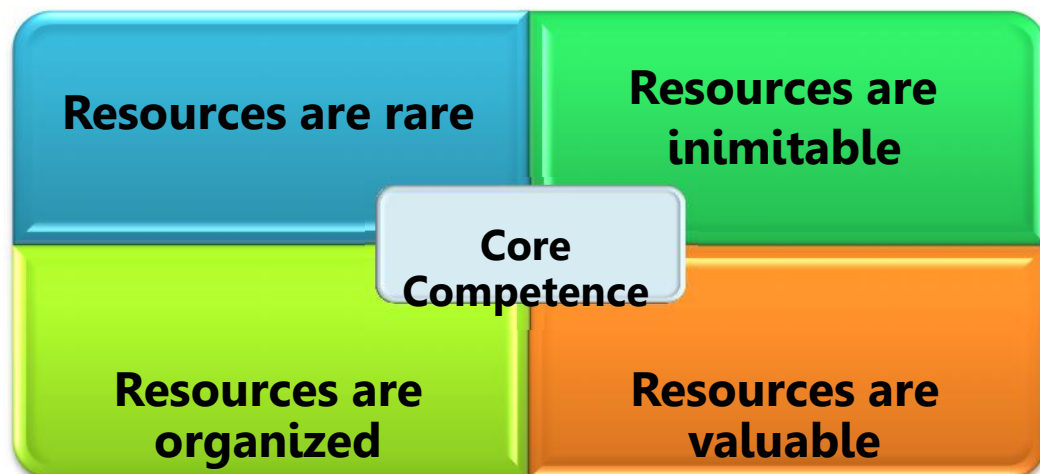 Resources are rare
Resources are
inimitable
Core
Competence
Resources are
organized
Resources are
valuable